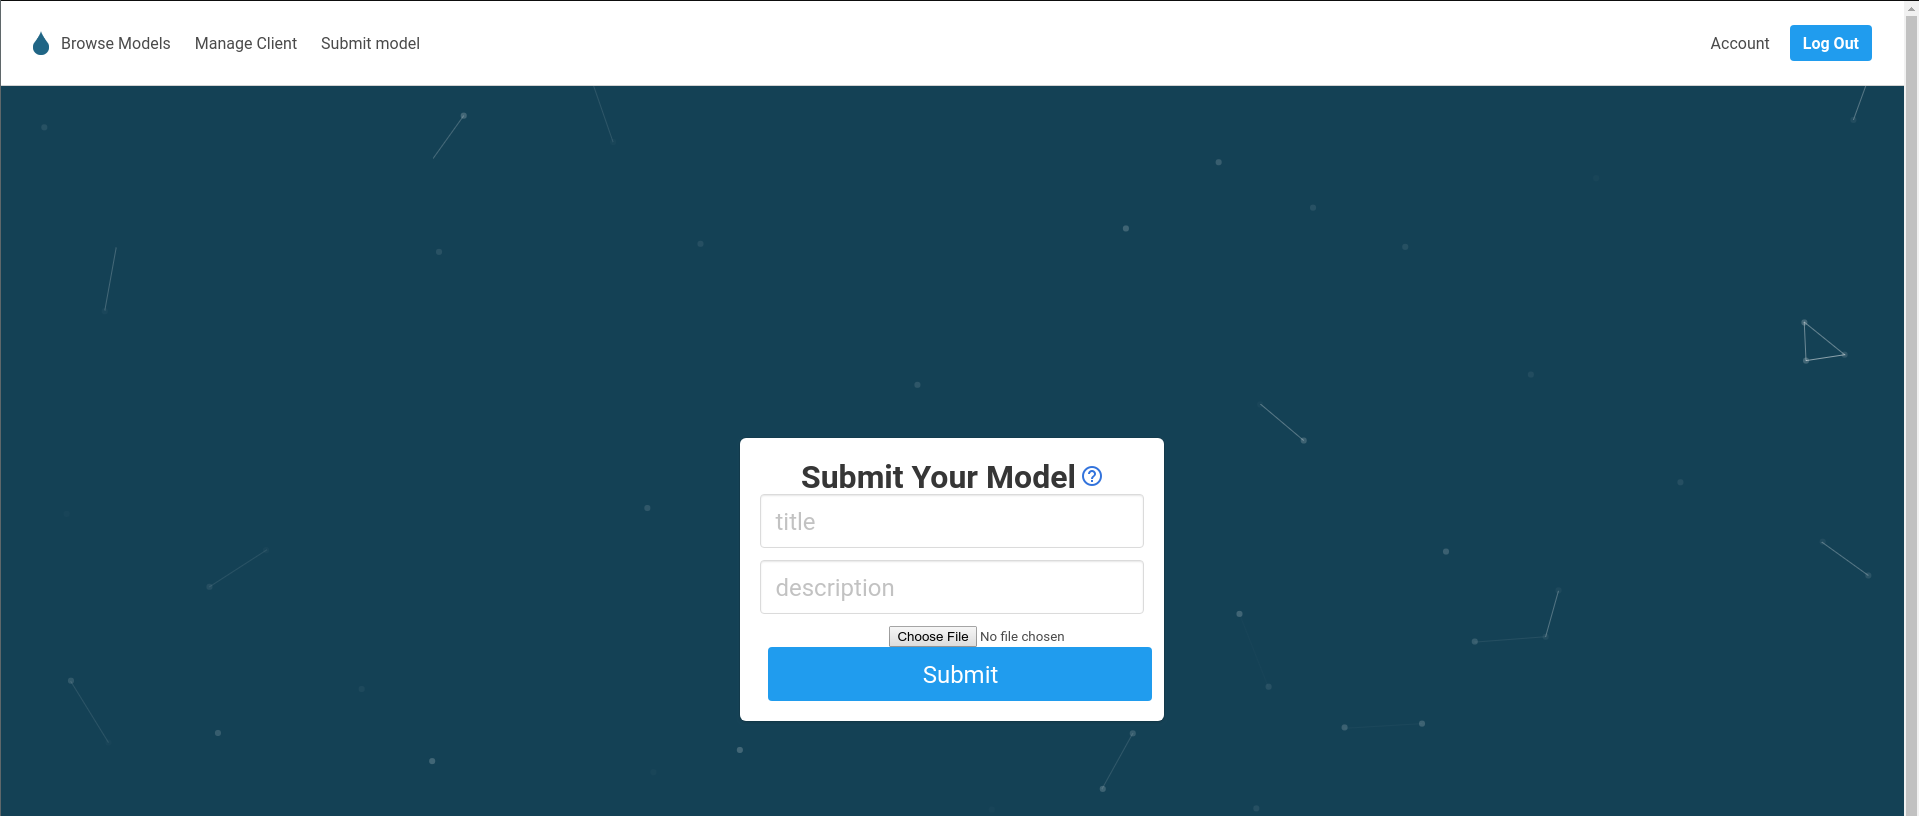 Browse Models Manage Client Submit model Account Log Out
Submit Your Model ?
title
description
Choose File No file chosen
Submit